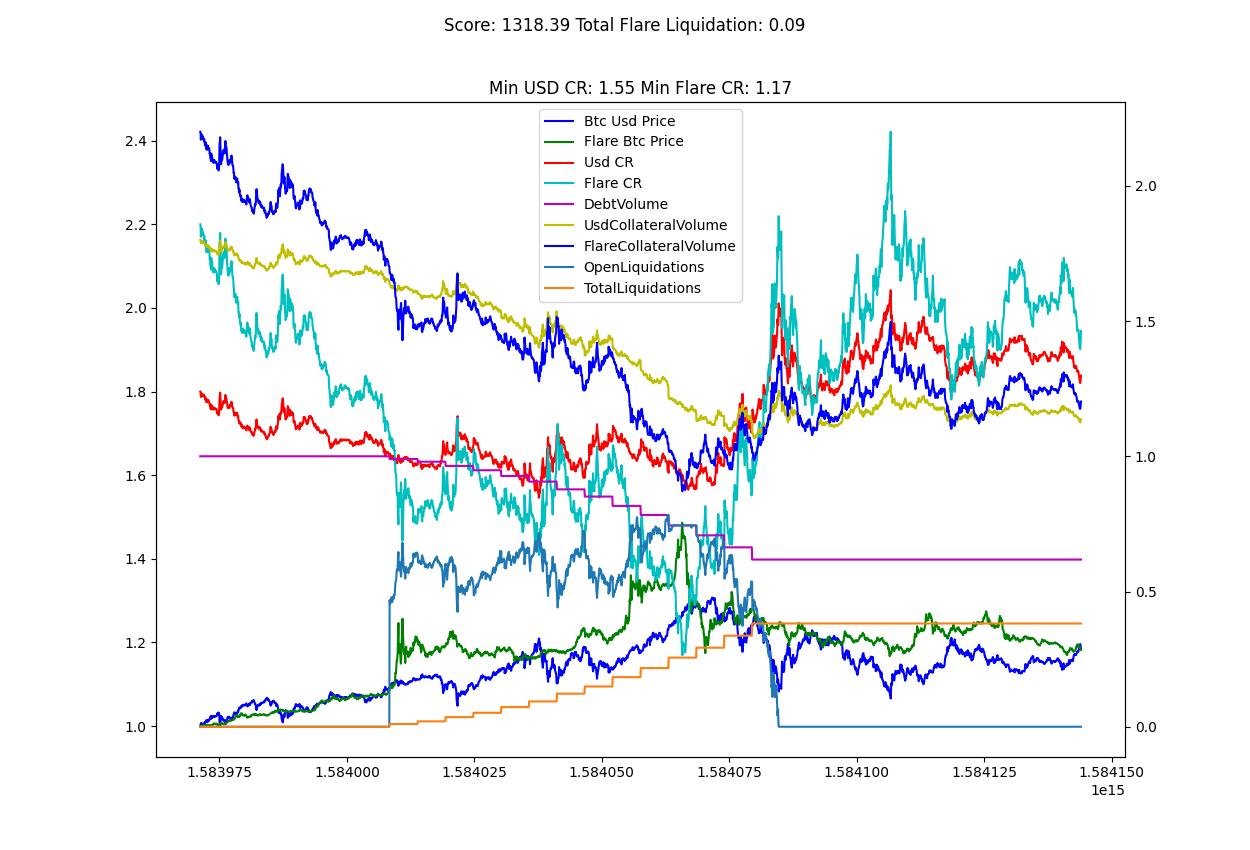 Score: 1318.39 Total Flare Liquidation: 0.09
Min USD CR: 1.55 Min Flare CR: 1.17
Btc Usd Price
Flare Btc Price
Usd CR
Flare CR
DebtVolume
UsdCollateralVolume
FlareCollateralVolume
OpenLiquidations
TotalLiquidations
2.4
2.2
2.0
1.8
1.6
1.4
1.2
1.0
2.0
1.5
1.0
0.5
0.0
1.583975 1.584000 1.584025 1.584050 1.584075 1.584100 1.584125 1.584150
1e15